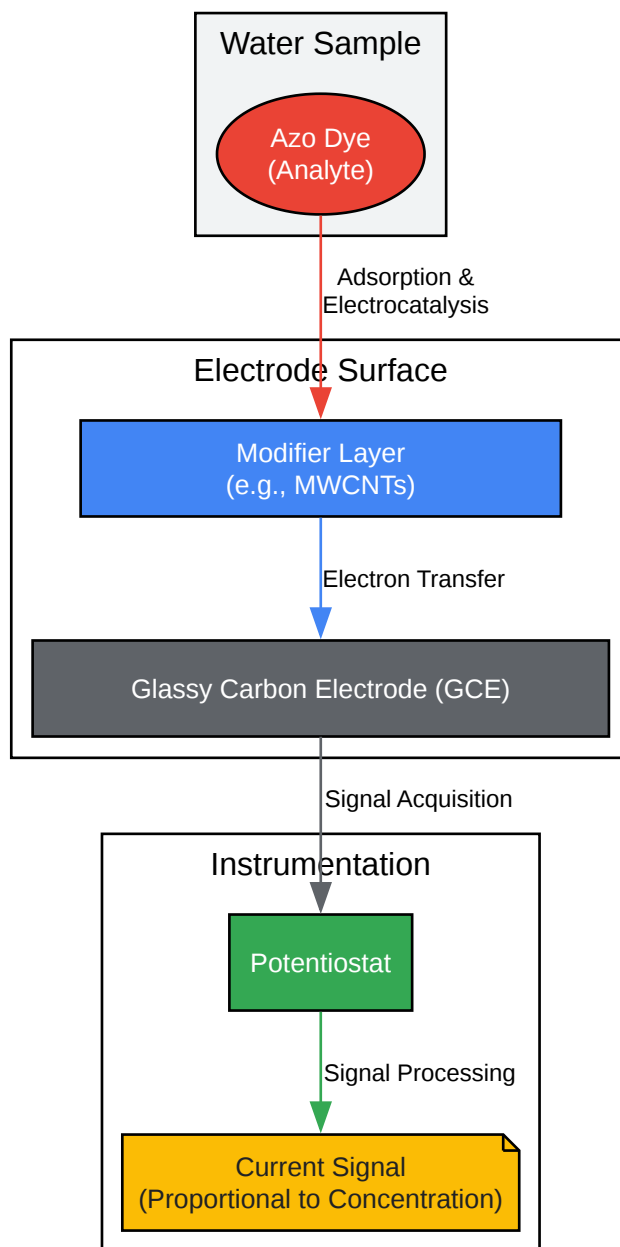 Water Sample
Azo Dye
(Analyte)
Adsorption &
Electrocatalysis
Electrode Surface
Modifier Layer
(e.g., MWCNTs)
Electron Transfer
Glassy Carbon Electrode (GCE)
Signal Acquisition
Instrumentation
Potentiostat
Signal Processing
Current Signal
(Proportional to Concentration)